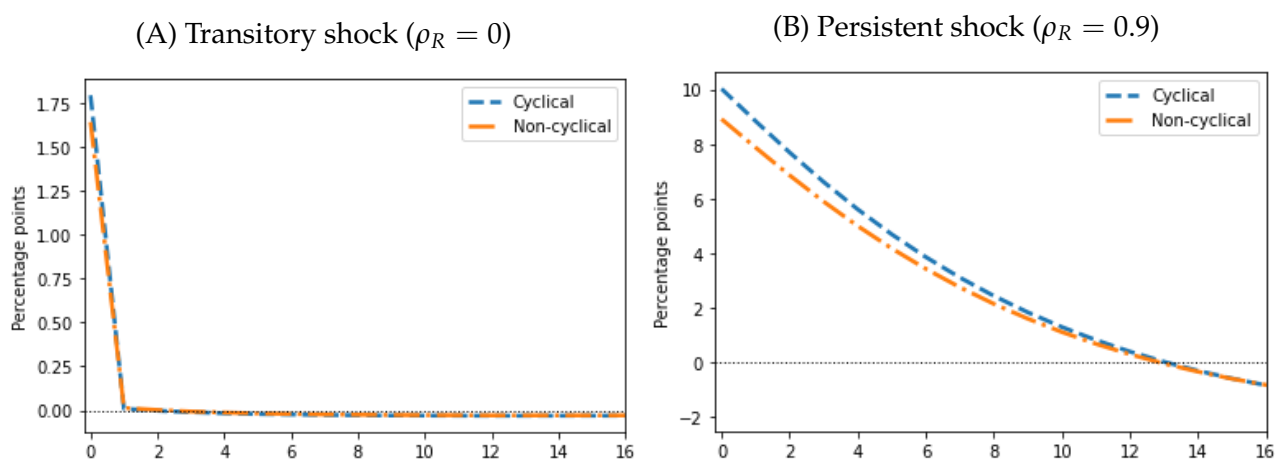 (A) Transitory shock (ρ_R = 0)
Percentage points
1.75
1.50
1.25
1.00
0.75
0.50
0.25
0.00
0 2 4 6 8 10 12 14 16
Cyclical
Non-cyclical
(B) Persistent shock (ρ_R = 0.9)
Percentage points
10
8
6
4
2
0
−2
0 2 4 6 8 10 12 14 16
Cyclical
Non-cyclical